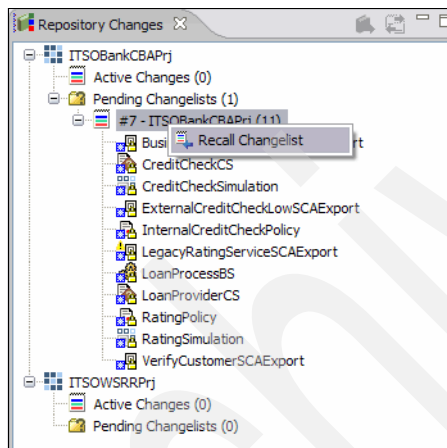 Repository Changes
ITSOBankCBAPrj
Active Changes (0)
Pending Changelists (1)
#7 - ITSOBankCBAPrj (11)
Recall Changelist
CreditCheckCS
CreditCheckSimulation
ExternalCreditCheckLowSCAExport
InternalCreditCheckPolicy
LegacyRatingServiceSCAExport
LoanProcessBS
LoanProviderCS
RatingPolicy
RatingSimulation
VerifyCustomerSCAExport
ITSOWSRRPrj
Active Changes (0)
Pending Changelists (0)